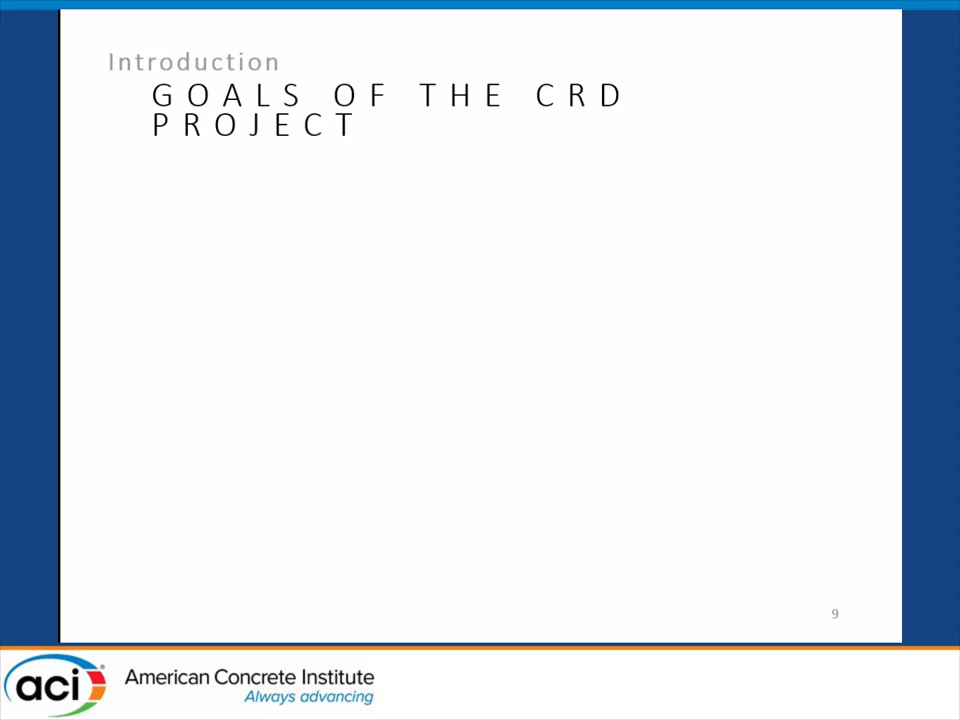 Introduction
GOALS OF THE CRD
PROJECT
9
aci
American Concrete Institute
Always advancing